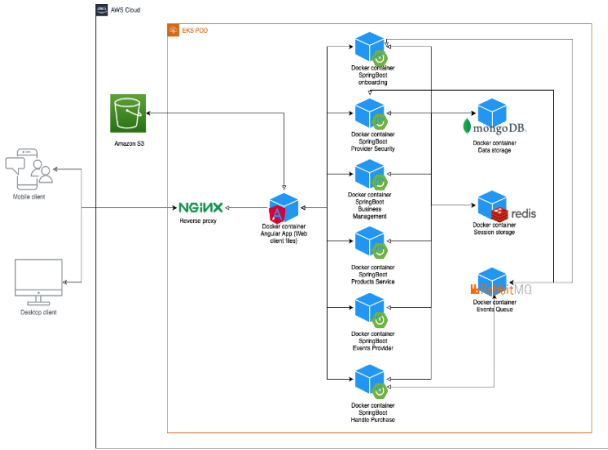 AWS Cloud
EKS POD
Docker container
SpringBoot
onboarding
Amazon S3
Docker container
SpringBoot
Provider Security
mongoDB.
Docker container
Data storage
Mobile client
NGINX
Reverse proxy
Docker container
Angular App (Web
client files)
Docker container
SpringBoot
Business
Management
redis
Docker container
Session storage
Desktop client
Docker container
SpringBoot
Products Service
RabbitMQ
Docker container
Events Queue
Docker container
SpringBoot
Events Provider
Docker container
SpringBoot
Handle Purchase